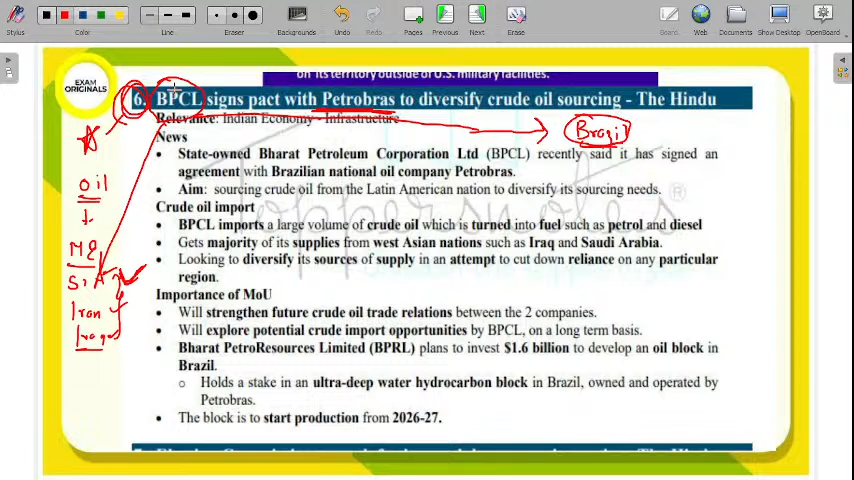 Stylus
Color
Line
Eraser
Backgrounds
Undo
Redo
Pages
Previous
Next
Erase
Board
Web
Documents
Show Desktop
OpenBoard
EXAM
ORIGINALS
on its territory outside of U.S. military facilities.
6. BPCL signs pact with Petrobras to diversify crude oil sourcing - The Hindu
Relevance: Indian Economy - Infrastructure
Brazil
News
• State-owned Bharat Petroleum Corporation Ltd (BPCL) recently said it has signed an
agreement with Brazilian national oil company Petrobras.
• Aim: sourcing crude oil from the Latin American nation to diversify its sourcing needs.
Crude oil import
• BPCL imports a large volume of crude oil which is turned into fuel such as petrol and diesel
• Gets majority of its supplies from west Asian nations such as Iraq and Saudi Arabia.
• Looking to diversify its sources of supply in an attempt to cut down reliance on any particular
region.
Importance of MoU
• Will strengthen future crude oil trade relations between the 2 companies.
• Will explore potential crude import opportunities by BPCL, on a long term basis.
• Bharat PetroResources Limited (BPRL) plans to invest $1.6 billion to develop an oil block in
Brazil.
○ Holds a stake in an ultra-deep water hydrocarbon block in Brazil, owned and operated by
Petrobras.
• The block is to start production from 2026-27.
oil
ME
Iran
Iraq
toppersnotes ®